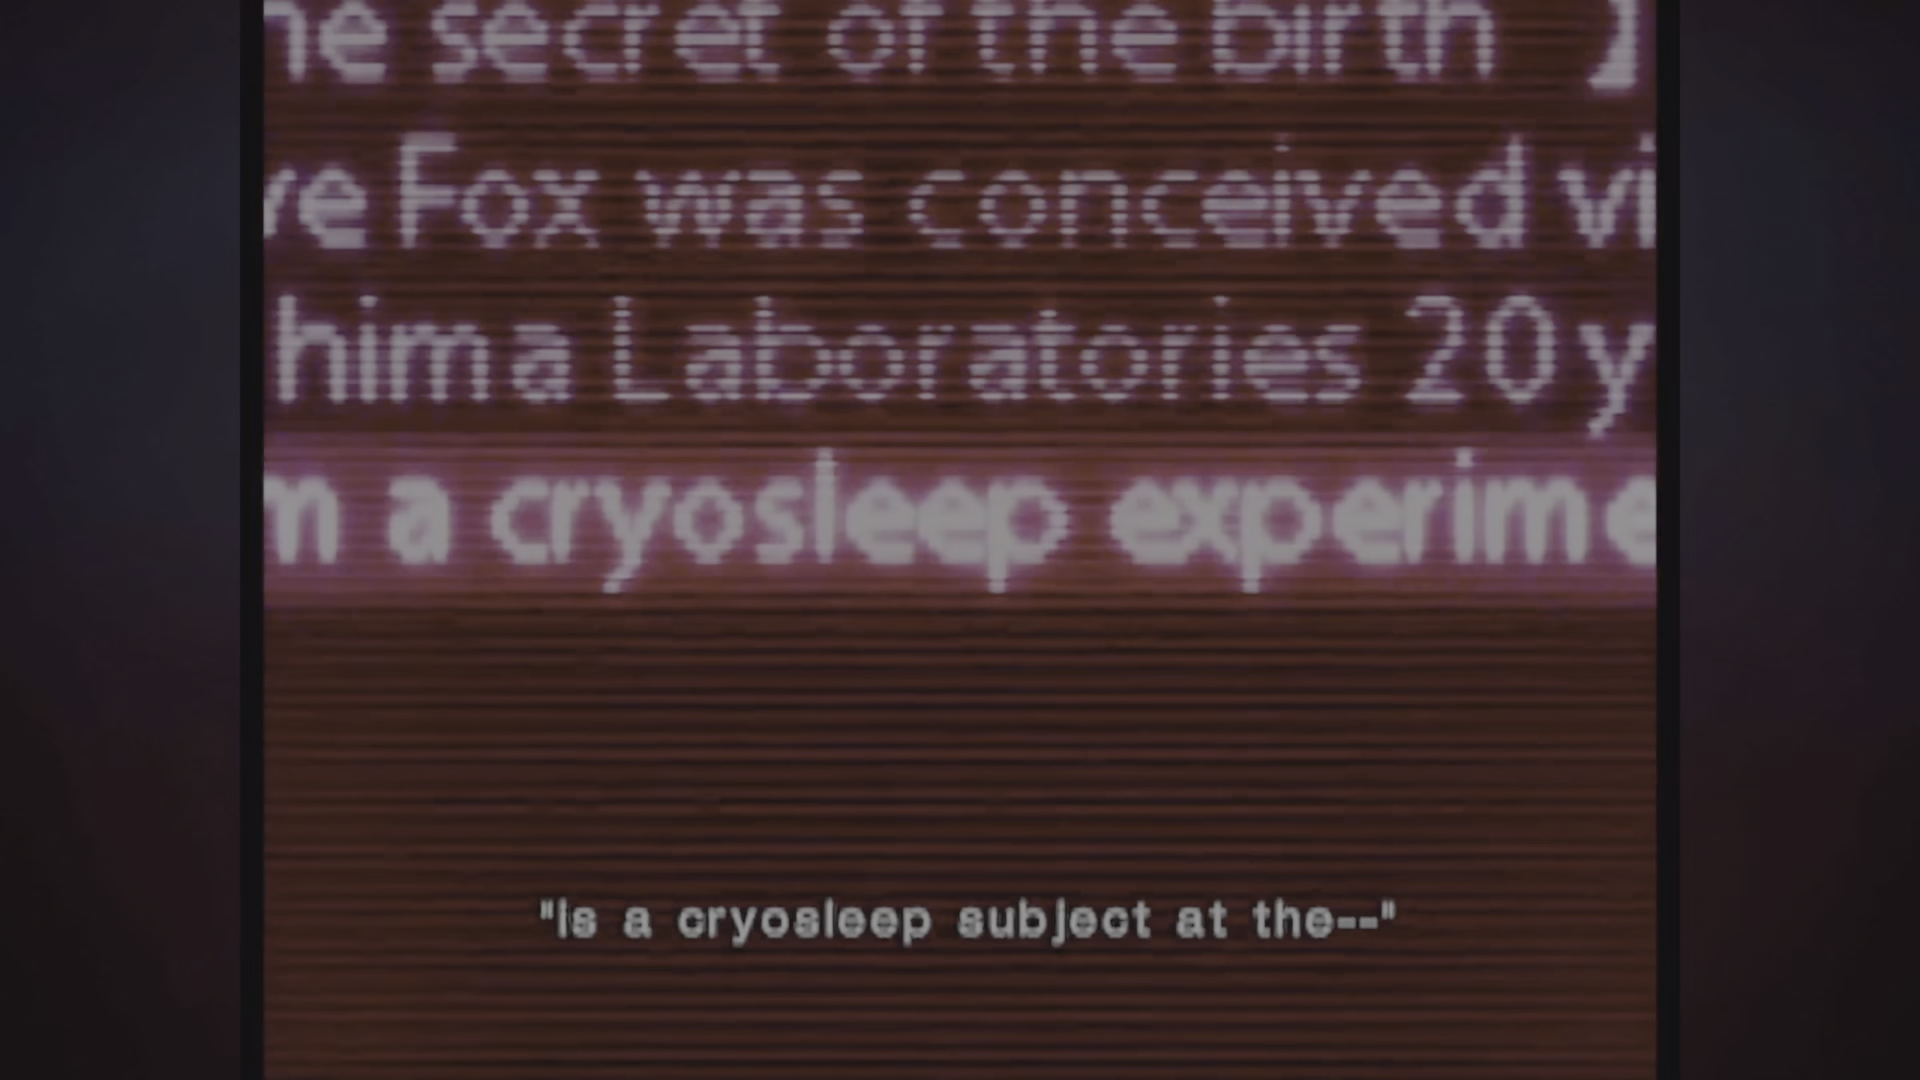 he secret of the birth 】
ve Fox was conceived vi
hima Laboratories 20 y
m a cryosleep experime
"is a cryosleep subject at the--"